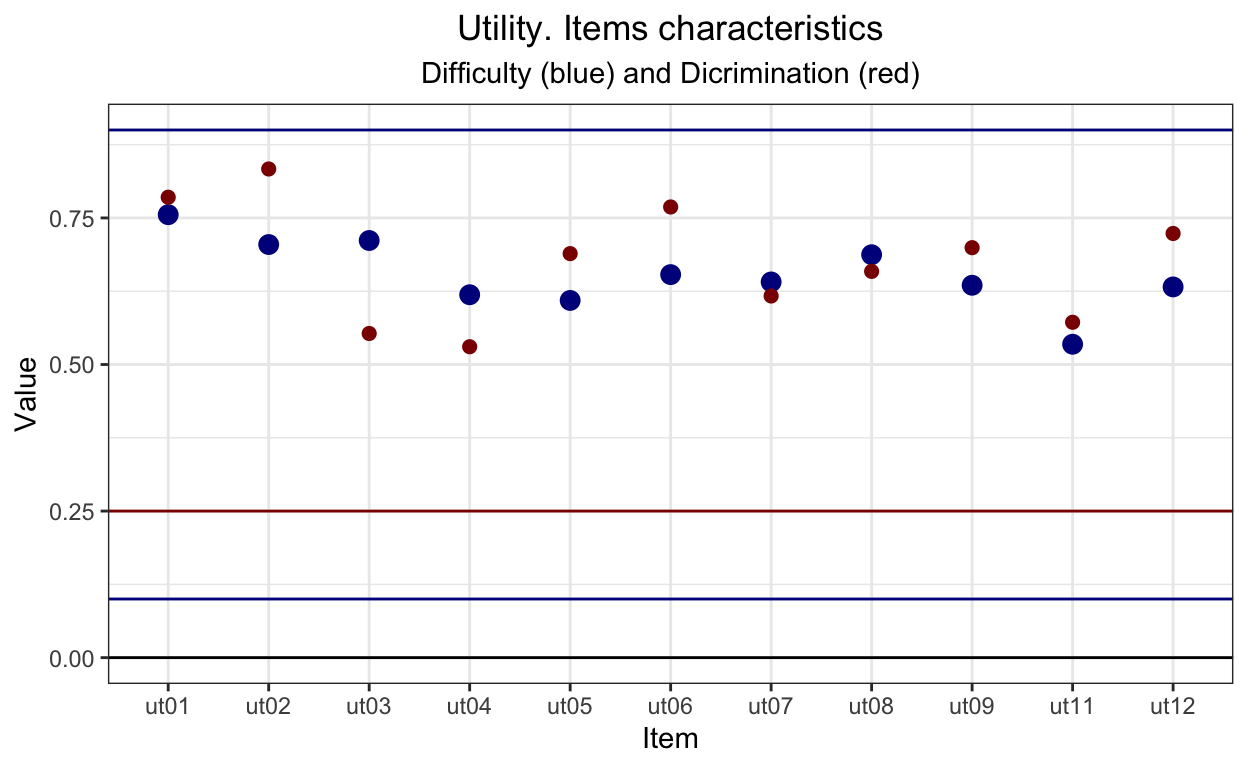 Utility. Items characteristics
Difficulty (blue) and Dicrimination (red)
Value
0.75
0.50
0.25
0.00
ut01 ut02 ut03 ut04 ut05 ut06 ut07 ut08 ut09 ut11 ut12
Item